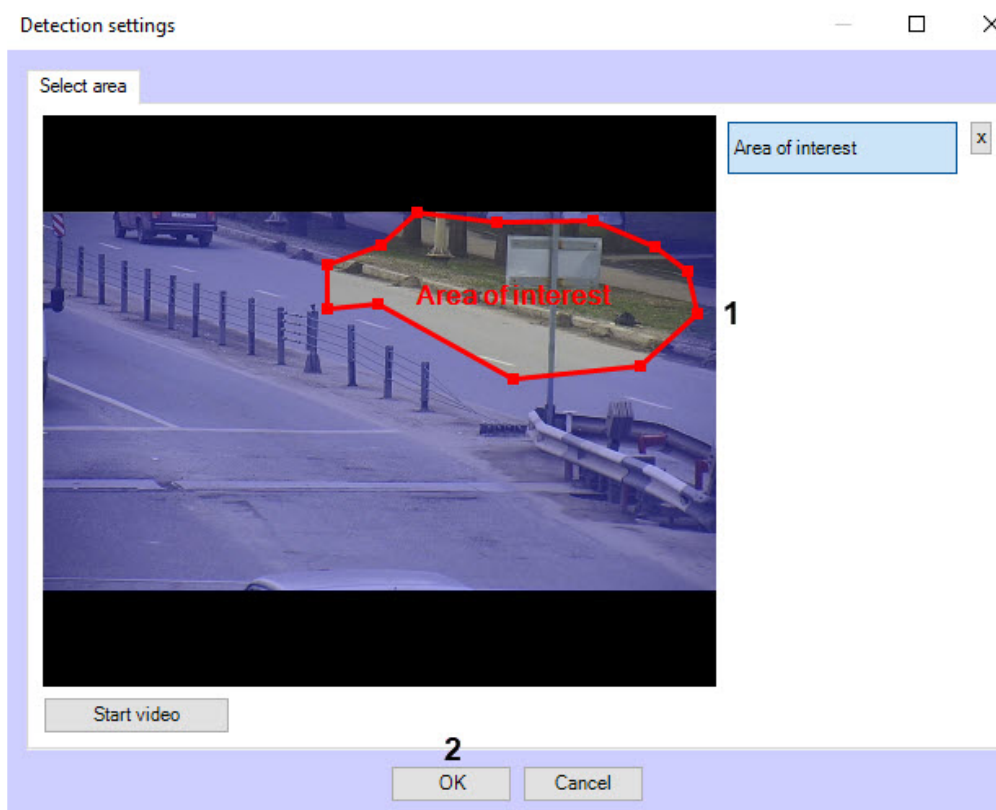 Detection settings
Select area
Area of interest
x
Area of interest
1
Start video
2
OK
Cancel